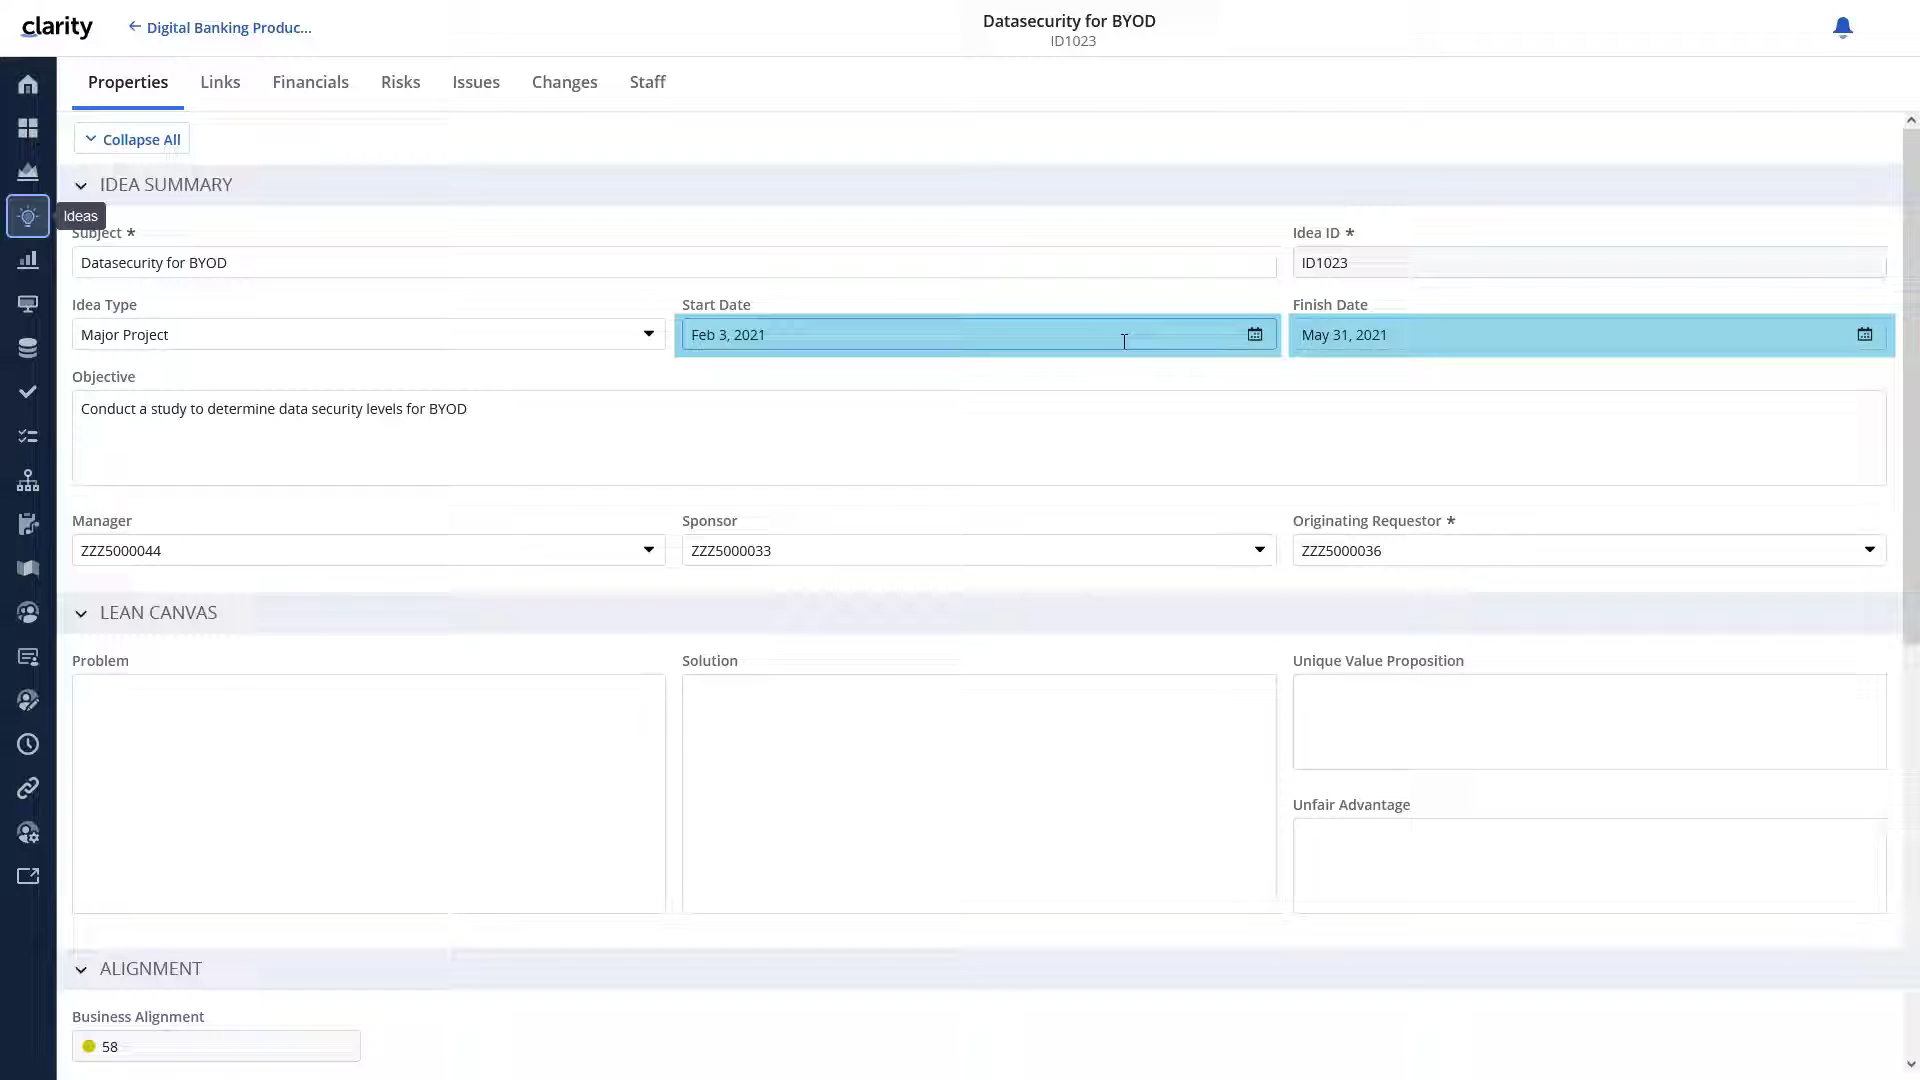 clarity
Digital Banking Produc...
Datasecurity for BYOD
ID1023
Properties Links Financials Risks Issues Changes Staff
Collapse All
IDEA SUMMARY
Ideas
Subject *
Idea ID *
Datasecurity for BYOD
ID1023
Idea Type
Start Date
Finish Date
Major Project
Feb 3, 2021
May 31, 2021
Objective
Conduct a study to determine data security levels for BYOD
Manager
Sponsor
Originating Requestor *
ZZZ5000044
ZZZ5000033
ZZZ5000036
LEAN CANVAS
Problem
Solution
Unique Value Proposition
Unfair Advantage
ALIGNMENT
Business Alignment
58